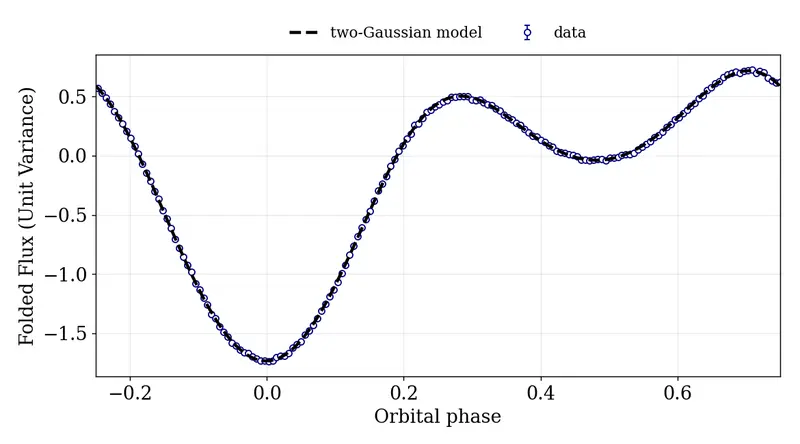 two-Gaussian model data
0.5
0.0
−0.5
−1.0
−1.5
Folded Flux (Unit Variance)
−0.2 0.0 0.2 0.4 0.6
Orbital phase